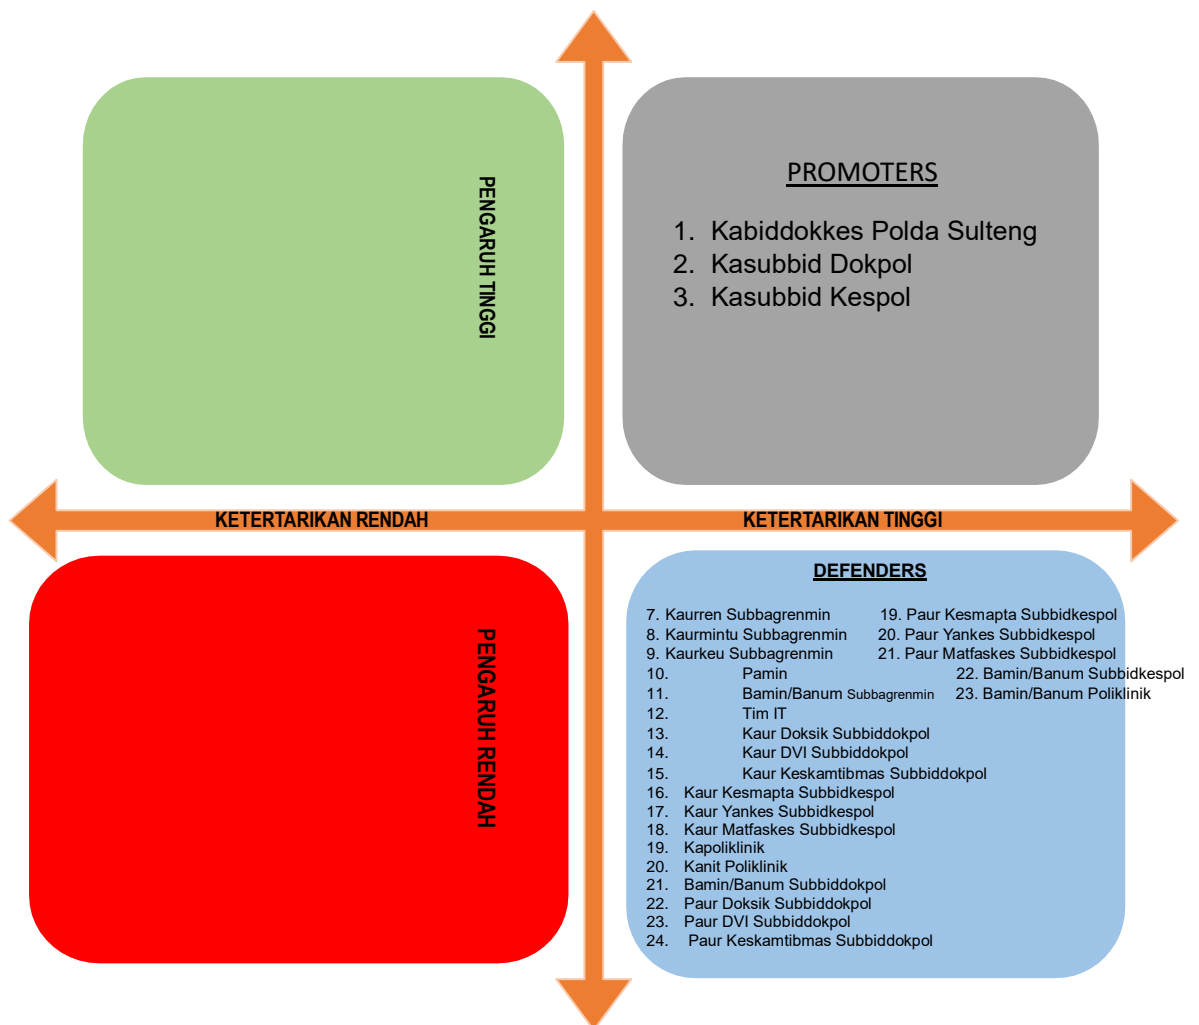 PENGARUH TINGGI
PROMOTERS
1. Kabiddokkes Polda Sulteng
2. Kasubbid Dokpol
3. Kasubbid Kespol
KETERTARIKAN RENDAH
KETERTARIKAN TINGGI
PENGARUH RENDAH
DEFENDERS
7. Kaurren Subbagrenmin 19. Paur Kesmapta Subbidkespol
8. Kaurmintu Subbagrenmin 20. Paur Yankes Subbidkespol
9. Kaurkeu Subbagrenmin 21. Paur Matfaskes Subbidkespol
10. Pamin 22. Bamin/Banum Subbidkespol
11. Bamin/Banum Subbagrenmin 23. Bamin/Banum Poliklinik
12. Tim IT
13. Kaur Doksik Subbiddokpol
14. Kaur DVI Subbiddokpol
15. Kaur Keskamtibmas Subbiddokpol
16. Kaur Kesmapta Subbidkespol
17. Kaur Yankes Subbidkespol
18. Kaur Matfaskes Subbidkespol
19. Kapoliklinik
20. Kanit Poliklinik
21. Bamin/Banum Subbiddokpol
22. Paur Doksik Subbiddokpol
23. Paur DVI Subbiddokpol
24. Paur Keskamtibmas Subbiddokpol